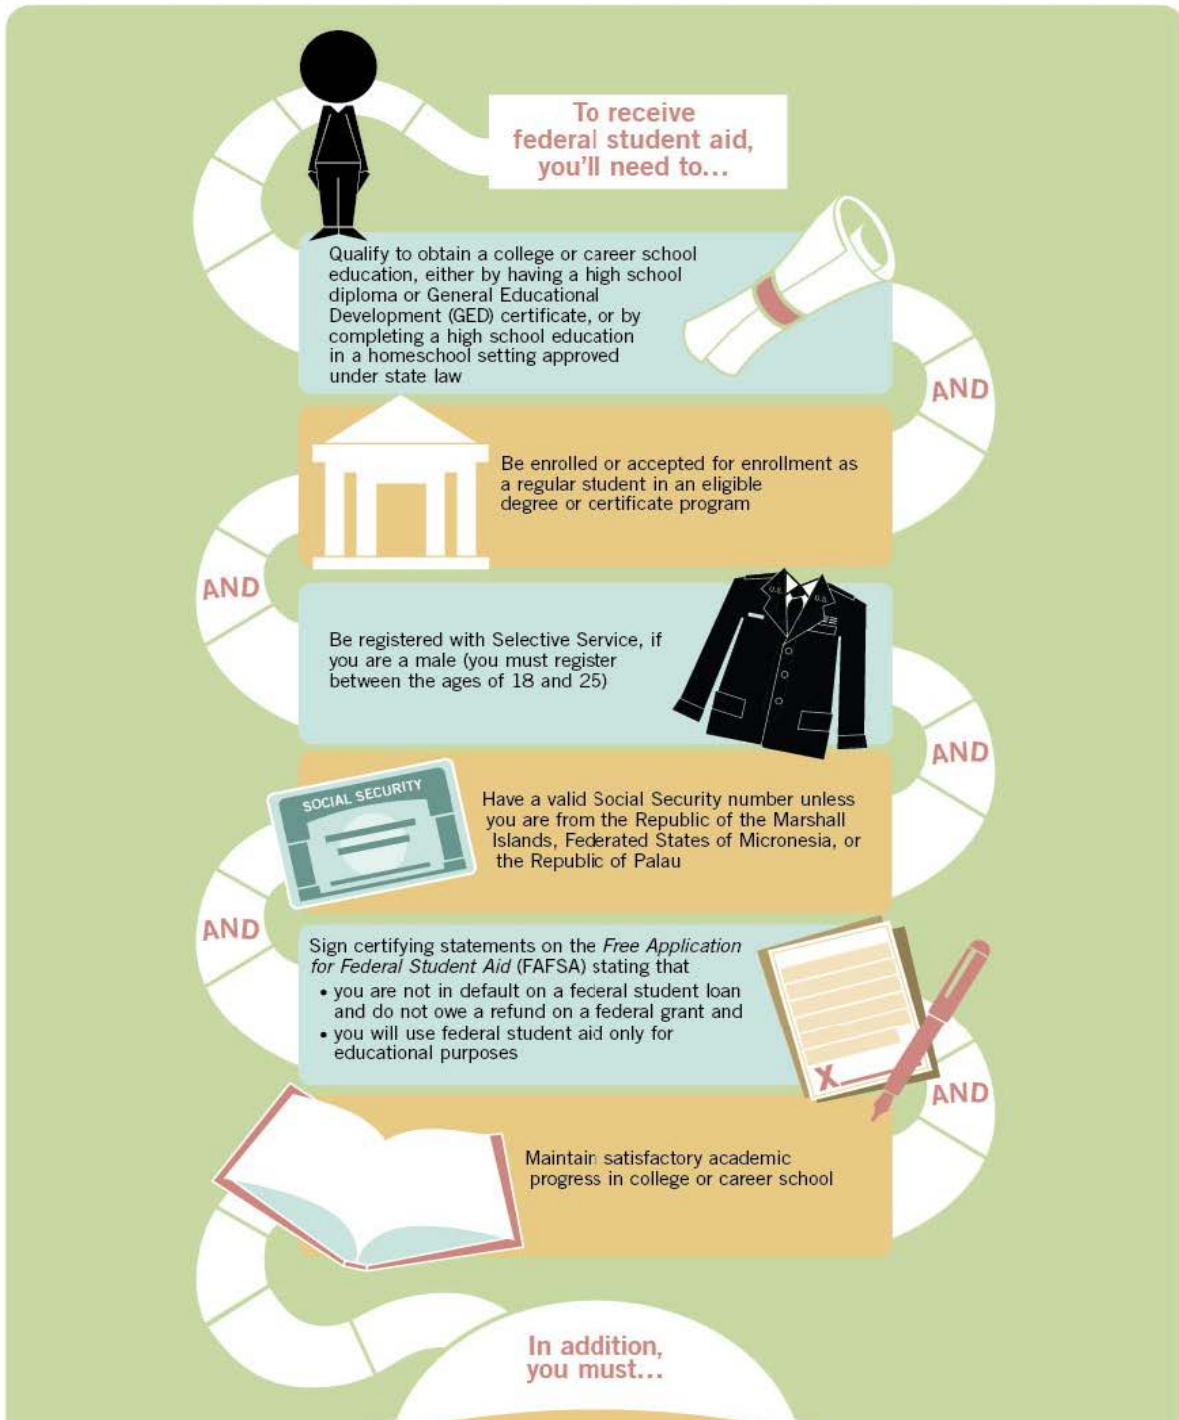 To receive
federal student aid,
you'll need to...
Qualify to obtain a college or career school
education, either by having a high school
diploma or General Educational
Development (GED) certificate, or by
completing a high school education
in a homeschool setting approved
under state law
AND
Be enrolled or accepted for enrollment as
a regular student in an eligible
degree or certificate program
AND
U.S.
U.S.
Be registered with Selective Service, if
you are a male (you must register
between the ages of 18 and 25)
AND
SOCIAL SECURITY
Have a valid Social Security number unless
you are from the Republic of the Marshall
Islands, Federated States of Micronesia, or
the Republic of Palau
AND
Sign certifying statements on the Free Application
for Federal Student Aid (FAFSA) stating that
• you are not in default on a federal student loan
and do not owe a refund on a federal grant and
• you will use federal student aid only for
educational purposes
X
AND
Maintain satisfactory academic
progress in college or career school
In addition,
you must...